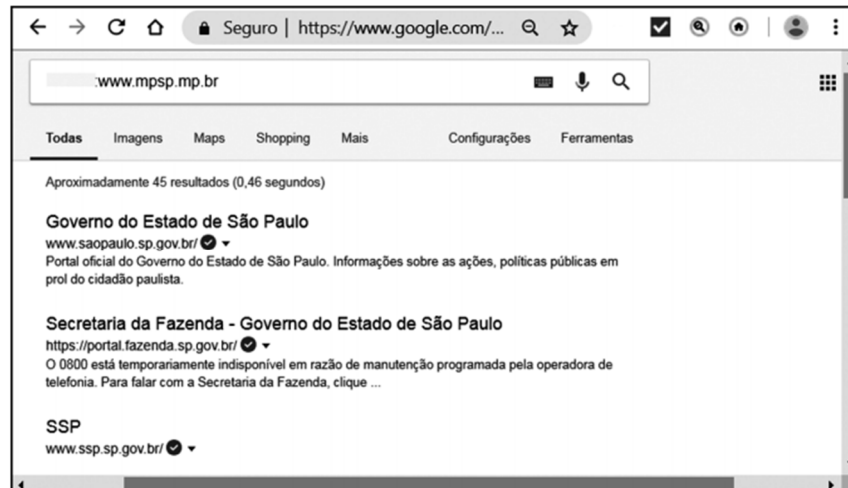 Seguro | https://www.google.com/...
:www.mpsp.mp.br
Todas Imagens Maps Shopping Mais Configurações Ferramentas
Aproximadamente 45 resultados (0,46 segundos)
Governo do Estado de São Paulo
www.saopaulo.sp.gov.br/
Portal oficial do Governo do Estado de São Paulo. Informações sobre as ações, políticas públicas em
prol do cidadão paulista.
Secretaria da Fazenda - Governo do Estado de São Paulo
https://portal.fazenda.sp.gov.br/
O 0800 está temporariamente indisponível em razão de manutenção programada pela operadora de
telefonia. Para falar com a Secretaria da Fazenda, clique ...
SSP
www.ssp.sp.gov.br/